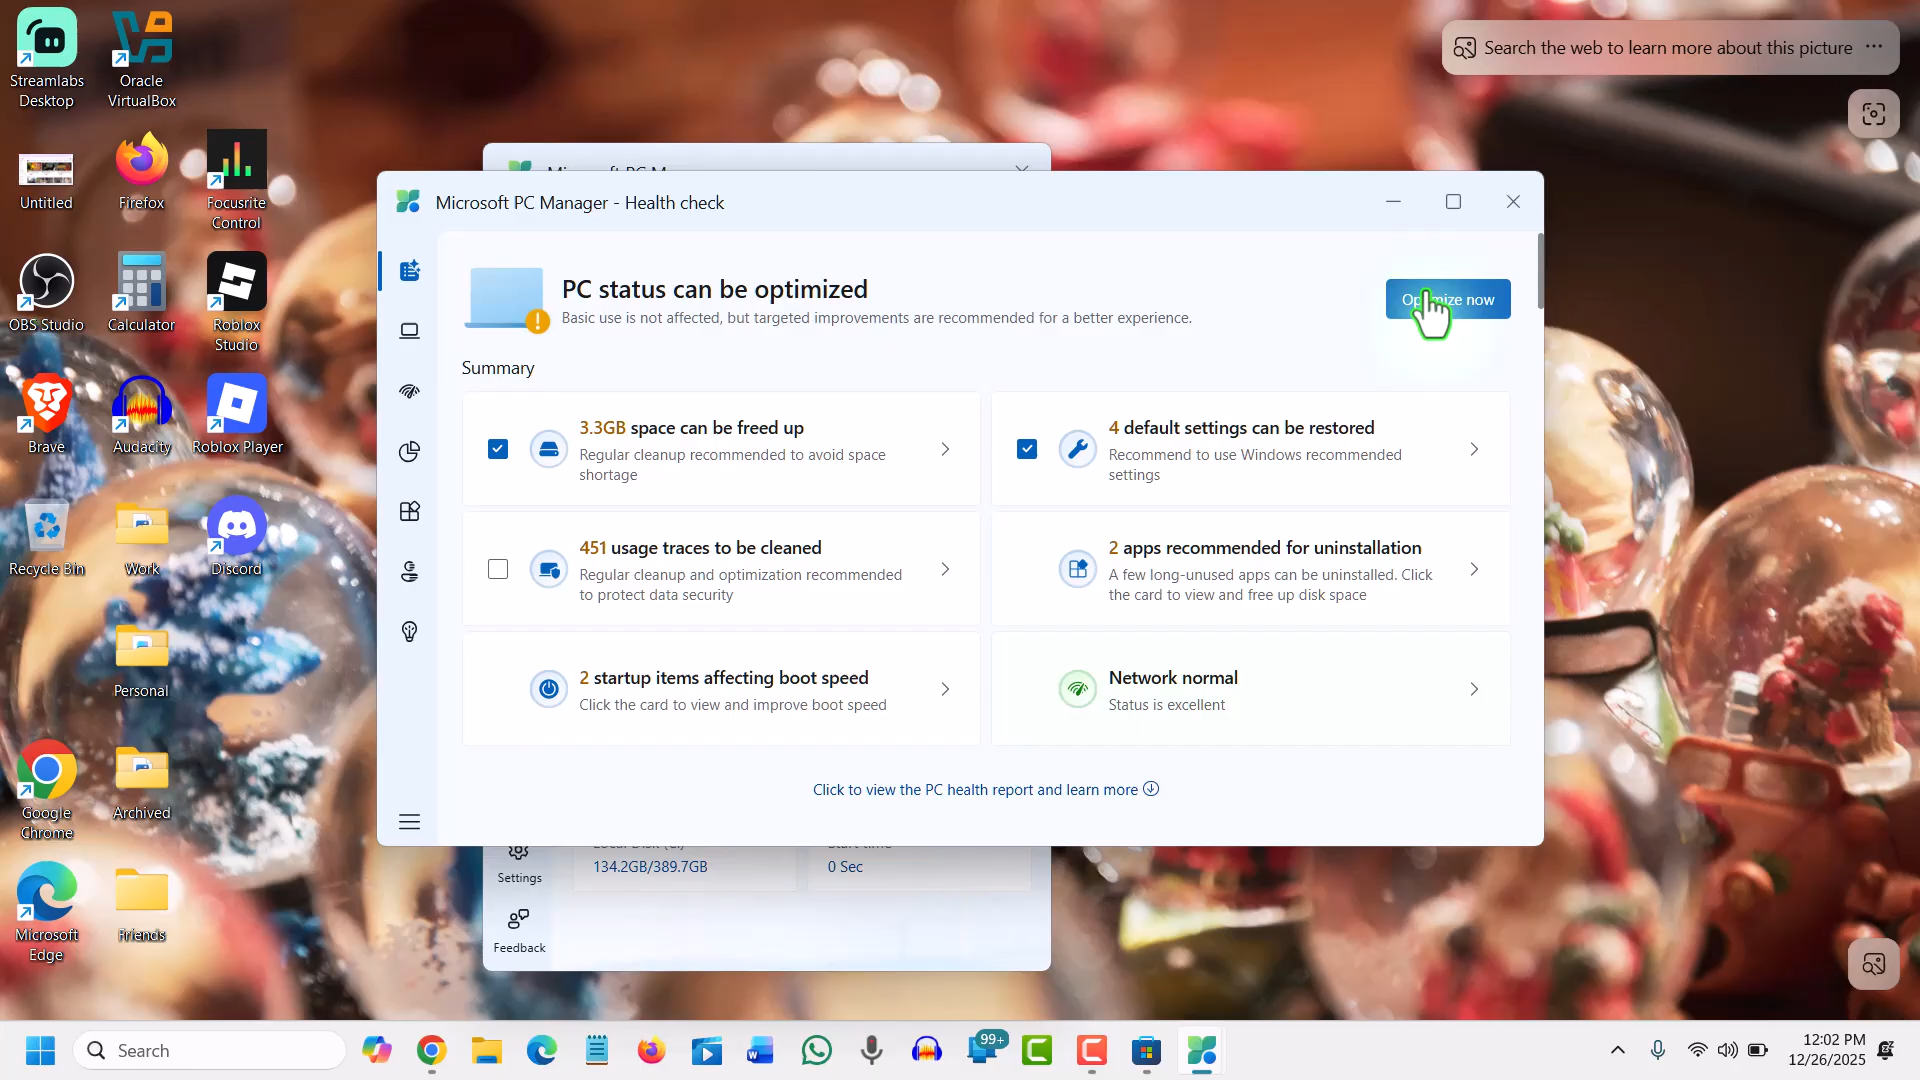 Streamlabs
Desktop
Oracle
VirtualBox
Untitled
Firefox
Focusrite
Control
OBS Studio
Calculator
Roblox
Studio
Brave
Audacity
Roblox Player
Recycle Bin
Work
Discord
Personal
Google
Chrome
Archived
Microsoft
Edge
Friends
Search the web to learn more about this picture
Microsoft PC Manager - Health check
PC status can be optimized
Basic use is not affected, but targeted improvements are recommended for a better experience.
Optimize now
Summary
3.3GB space can be freed up
Regular cleanup recommended to avoid space
shortage
4 default settings can be restored
Recommend to use Windows recommended
settings
451 usage traces to be cleaned
Regular cleanup and optimization recommended
to protect data security
2 apps recommended for uninstallation
A few long-unused apps can be uninstalled. Click
the card to view and free up disk space
2 startup items affecting boot speed
Click the card to view and improve boot speed
Network normal
Status is excellent
Click to view the PC health report and learn more
134.2GB/389.7GB
0 Sec
Settings
Feedback
Search
99+
12:02 PM
12/26/2025